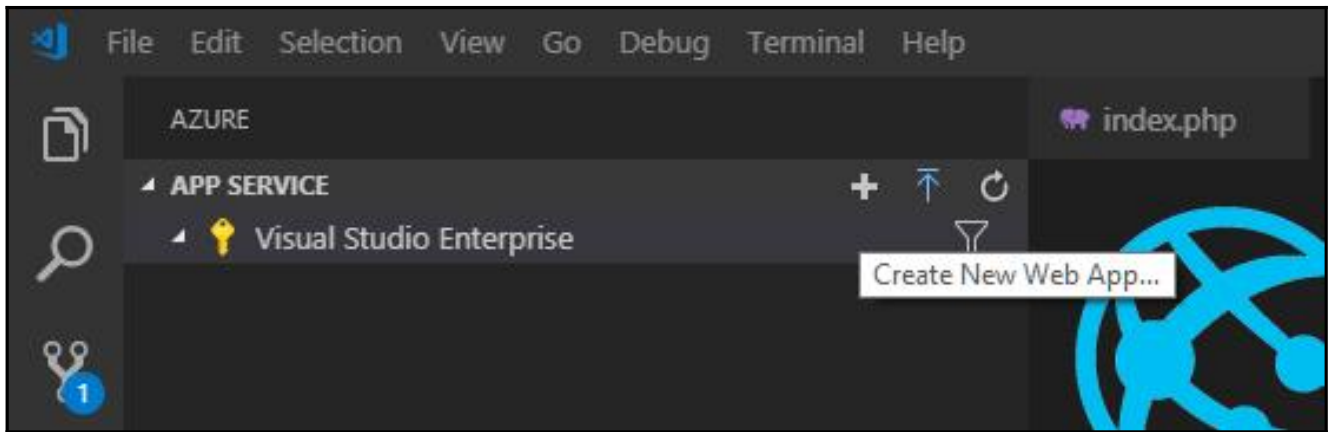 File Edit Selection View Go Debug Terminal Help
AZURE
index.php
APP SERVICE
Visual Studio Enterprise
Create New Web App...
1